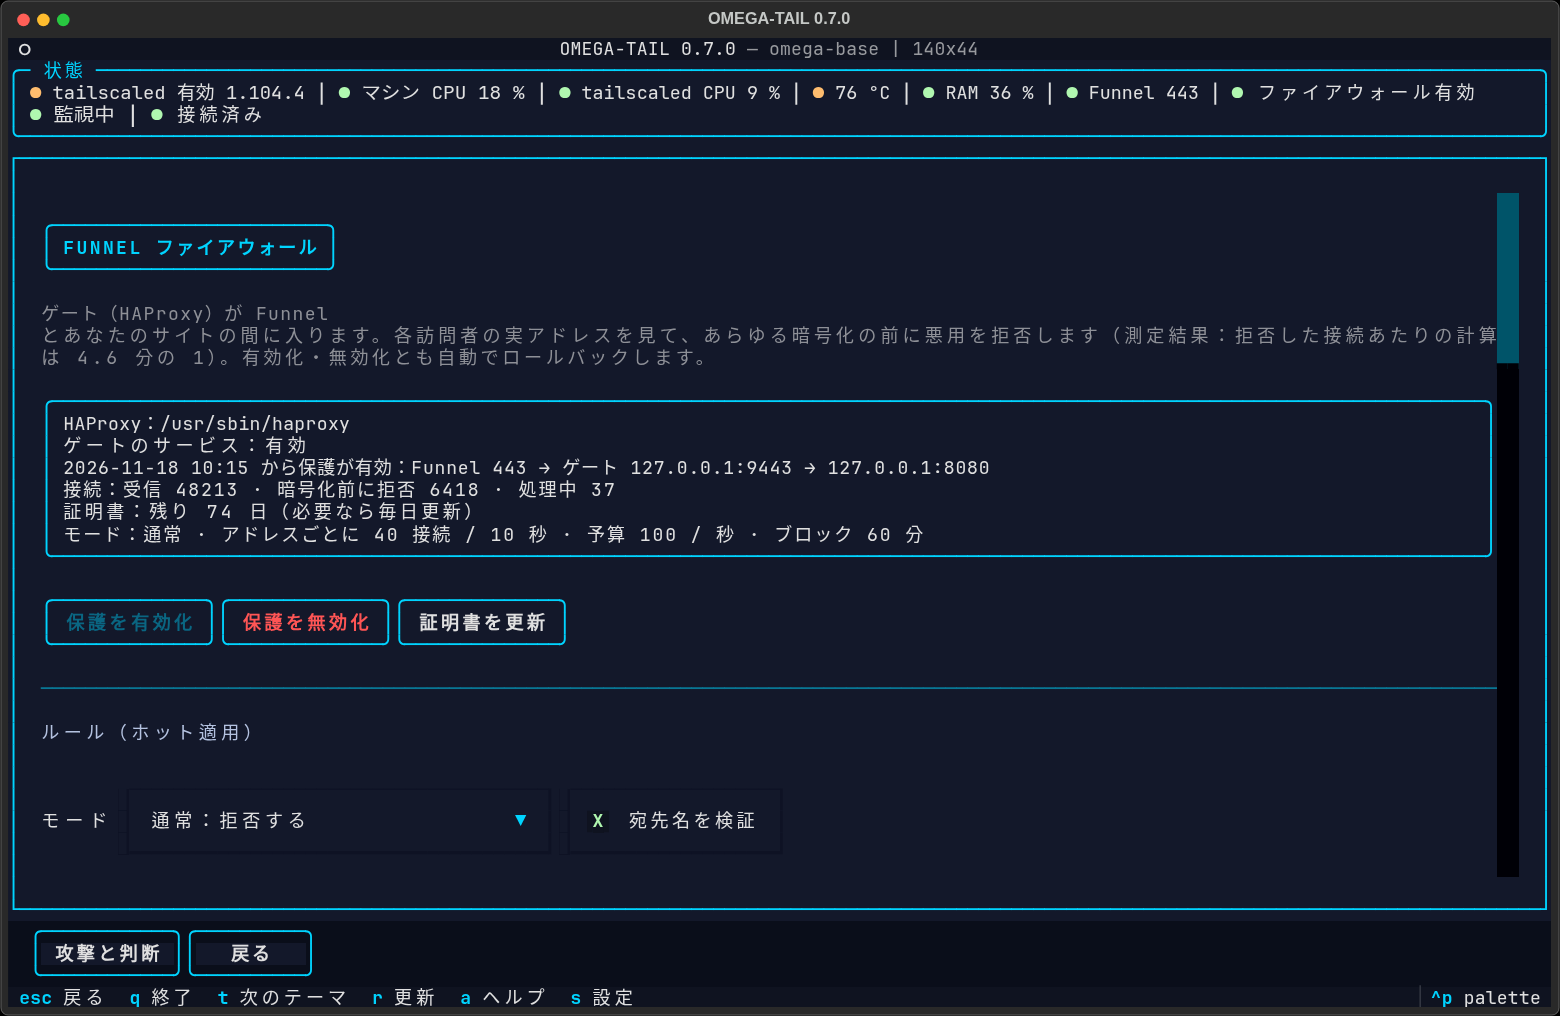 OMEGA-TAIL 0.7.0
OMEGA-TAIL 0.7.0 — omega-base | 140x44
状態
● tailscaled 有効 1.104.4 | ● マシン CPU 18 % | ● tailscaled CPU 9 % | ● 76 °C | ● RAM 36 % | ● Funnel 443 | ● ファイアウォール有効
● 監視中 | ● 接続済み
FUNNEL ファイアウォール
ゲート（HAProxy）が Funnel
とあなたのサイトの間に入ります。各訪問者の実アドレスを見て、あらゆる暗号化の前に悪用を拒否します（測定結果：拒否した接続あたりの計算
は 4.6 分の 1）。有効化・無効化とも自動でロールバックします。
HAProxy：/usr/sbin/haproxy
ゲートのサービス：有効
2026-11-18 10:15 から保護が有効：Funnel 443 → ゲート 127.0.0.1:9443 → 127.0.0.1:8080
接続：受信 48213 · 暗号化前に拒否 6418 · 処理中 37
証明書：残り 74 日（必要なら毎日更新）
モード：通常 · アドレスごとに 40 接続 / 10 秒 · 予算 100 / 秒 · ブロック 60 分
保護を有効化 保護を無効化 証明書を更新
ルール（ホット適用）
モード 通常：拒否する ▼ X 宛先名を検証
攻撃と判断 戻る
esc 戻る q 終了 t 次のテーマ r 更新 a ヘルプ s 設定 ^p palette